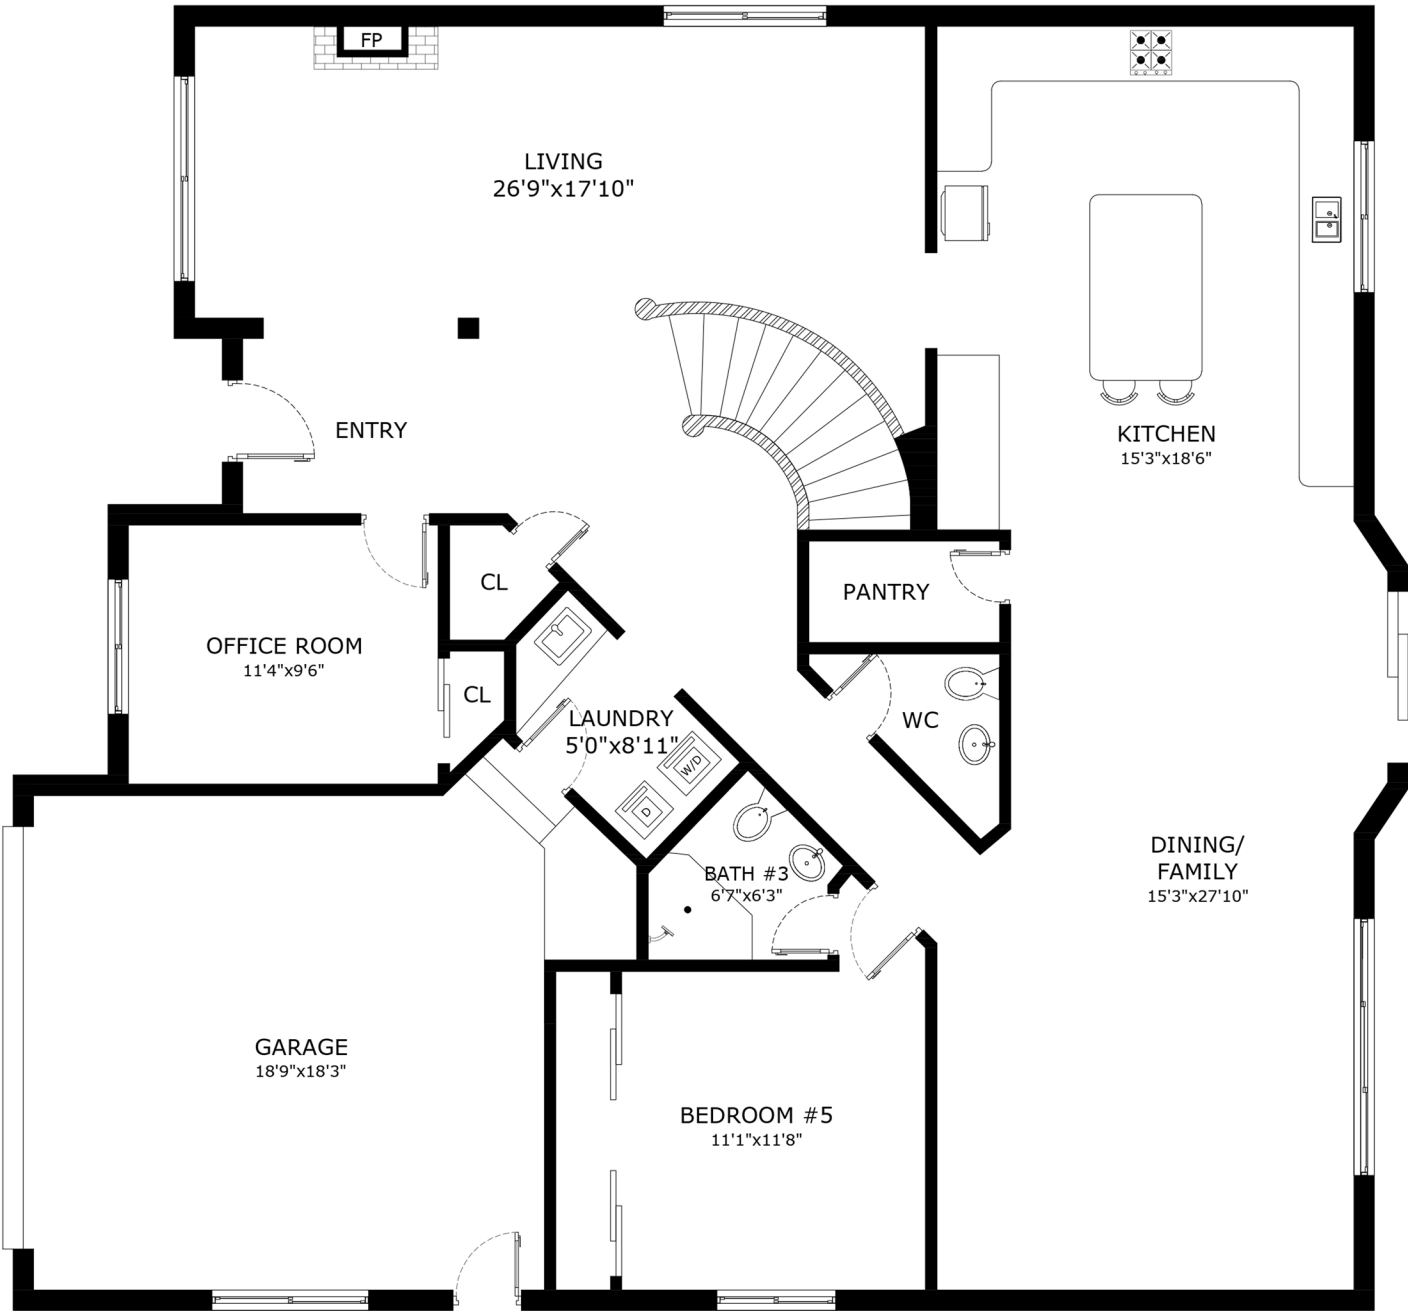 FP
LIVING
26'9"x17'10"
ENTRY
KITCHEN
15'3"x18'6"
CL
PANTRY
OFFICE ROOM
11'4"x9'6"
CL
LAUNDRY
5'0"x8'11"
WC
W/D
D
BATH #3
6'7"x6'3"
DINING/
FAMILY
15'3"x27'10"
GARAGE
18'9"x18'3"
BEDROOM #5
11'1"x11'8"